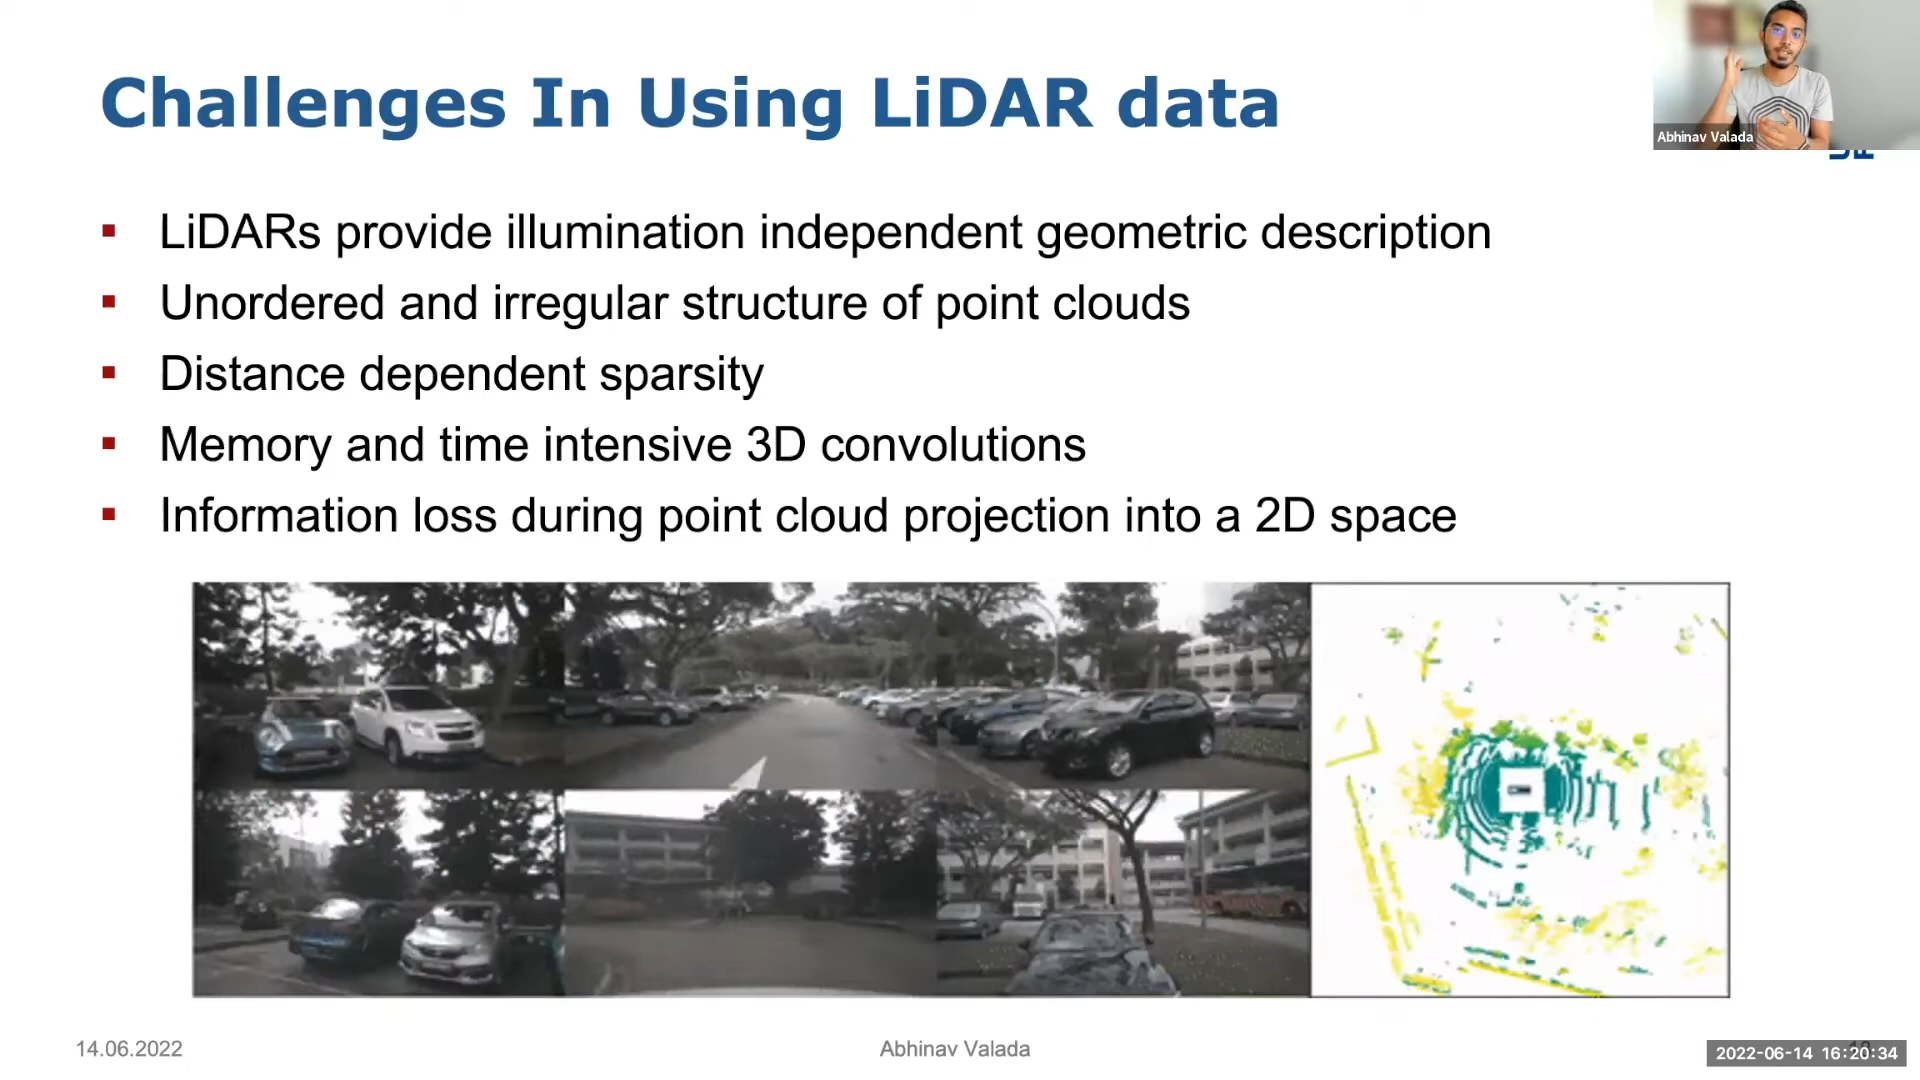 Challenges In Using LiDAR data
Abhinav Valada
LiDARs provide illumination independent geometric description
Unordered and irregular structure of point clouds
Distance dependent sparsity
Memory and time intensive 3D convolutions
Information loss during point cloud projection into a 2D space
14.06.2022
Abhinav Valada
2022-06-14 16:20:34